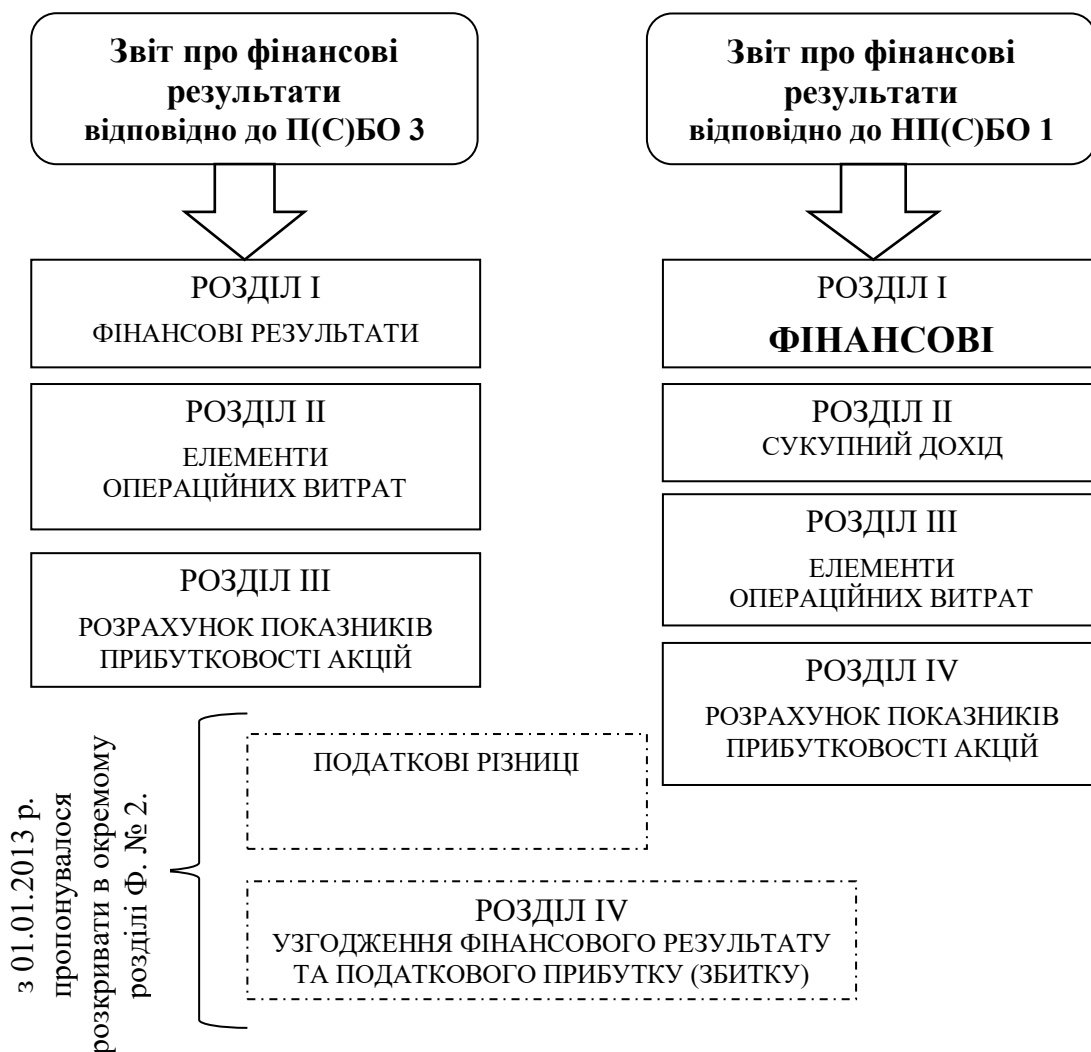 Звіт про фінансові
результати
відповідно до П(С)БО 3
РОЗДІЛ І
ФІНАНСОВІ РЕЗУЛЬТАТИ
РОЗДІЛ ІІ
ЕЛЕМЕНТИ
ОПЕРАЦІЙНИХ ВИТРАТ
РОЗДІЛ ІІІ
РОЗРАХУНОК ПОКАЗНИКІВ
ПРИБУТКОВОСТІ АКЦІЙ
Звіт про фінансові
результати
відповідно до НП(С)БО 1
РОЗДІЛ І
ФІНАНСОВІ
РОЗДІЛ ІІ
СУКУПНИЙ ДОХІД
РОЗДІЛ ІІІ
ЕЛЕМЕНТИ
ОПЕРАЦІЙНИХ ВИТРАТ
РОЗДІЛ IV
РОЗРАХУНОК ПОКАЗНИКІВ
ПРИБУТКОВОСТІ АКЦІЙ
з 01.01.2013 р.
пропонувалося
розкривати в окремому
розділі Ф. № 2.
ПОДАТКОВІ РІЗНИЦІ
РОЗДІЛ IV
УЗГОДЖЕННЯ ФІНАНСОВОГО РЕЗУЛЬТАТУ
ТА ПОДАТКОВОГО ПРИБУТКУ (ЗБИТКУ)